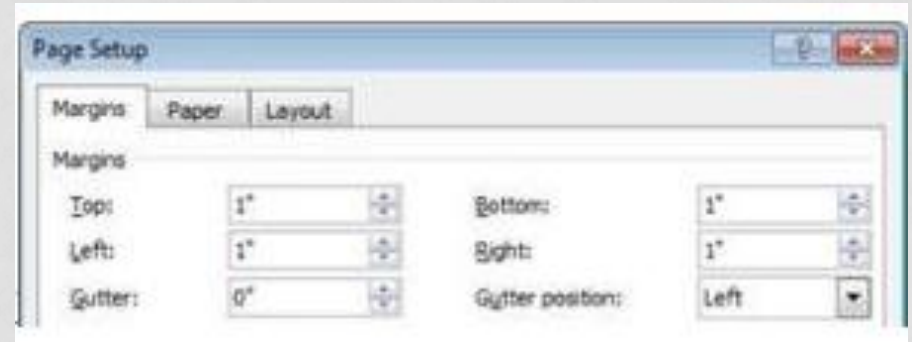 Page Setup
Margins Paper Layout
Margins
Top: 1" Bottom: 1"
Left: 1" Right: 1"
Gutter: 0" Gutter position: Left